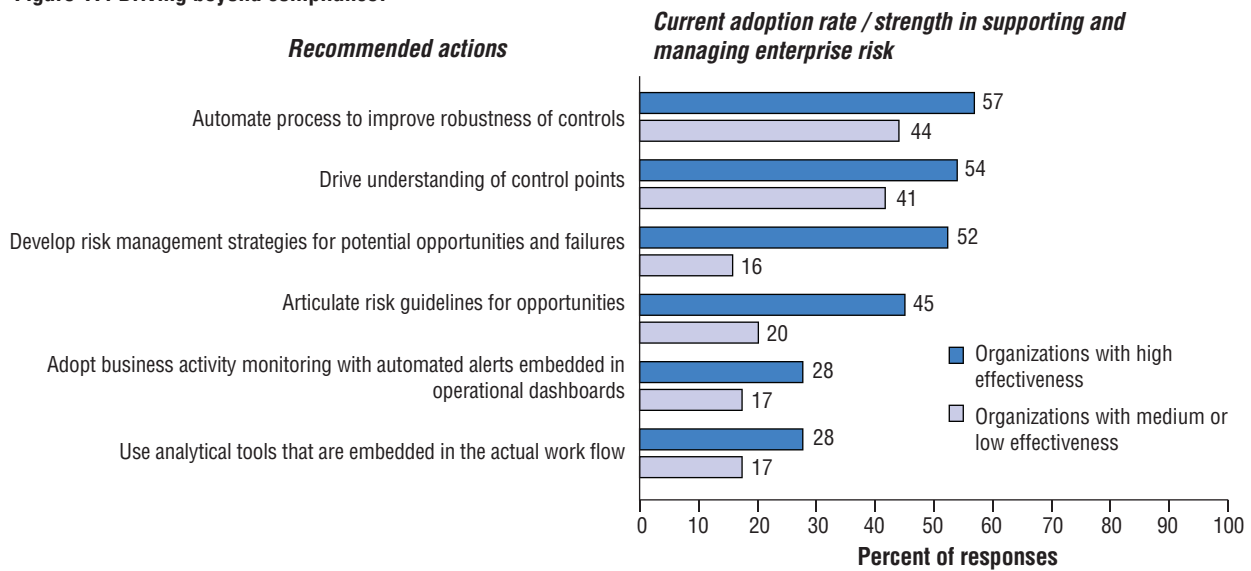 Recommended actions
Current adoption rate / strength in supporting and
managing enterprise risk
Automate process to improve robustness of controls
57
44
Drive understanding of control points
54
41
Develop risk management strategies for potential opportunities and failures
52
16
Articulate risk guidelines for opportunities
45
20
Adopt business activity monitoring with automated alerts embedded in
operational dashboards
28
17
Use analytical tools that are embedded in the actual work flow
28
17
Organizations with high
effectiveness
Organizations with medium or
low effectiveness
0 10 20 30 40 50 60 70 80 90 100
Percent of responses